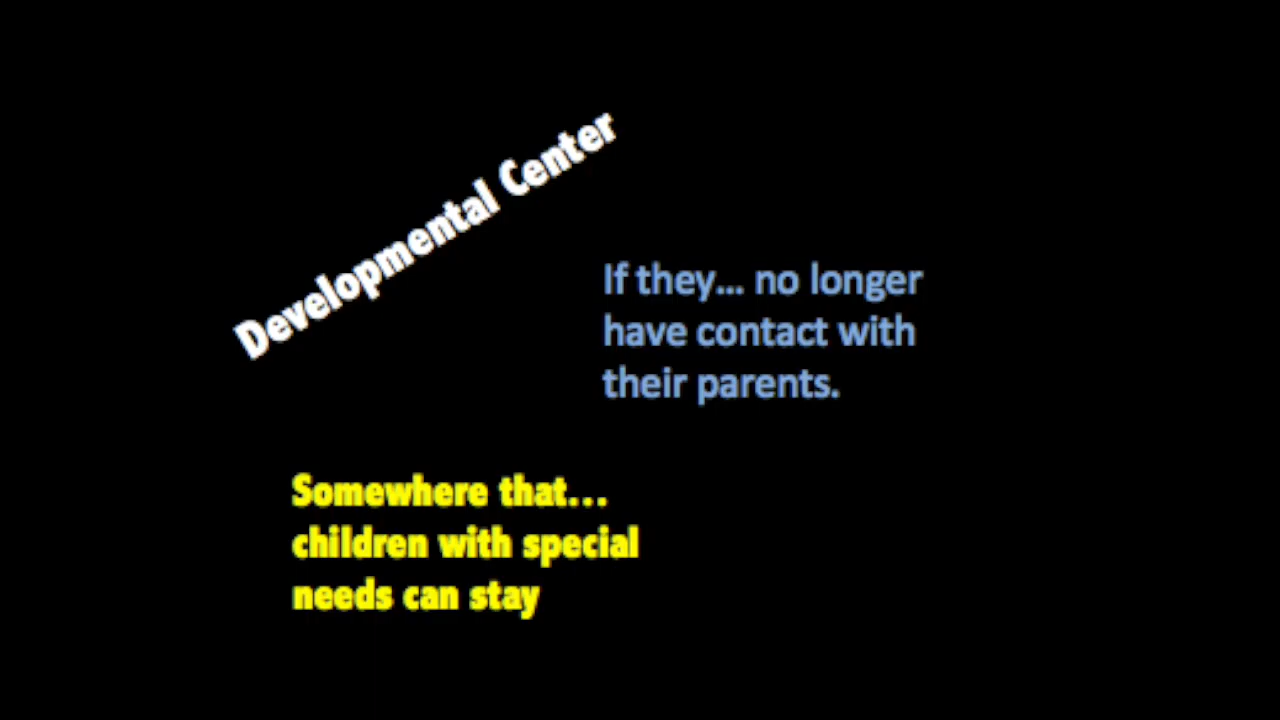 Developmental Center
If they... no longer
have contact with
their parents.
Somewhere that...
children with special
needs can stay